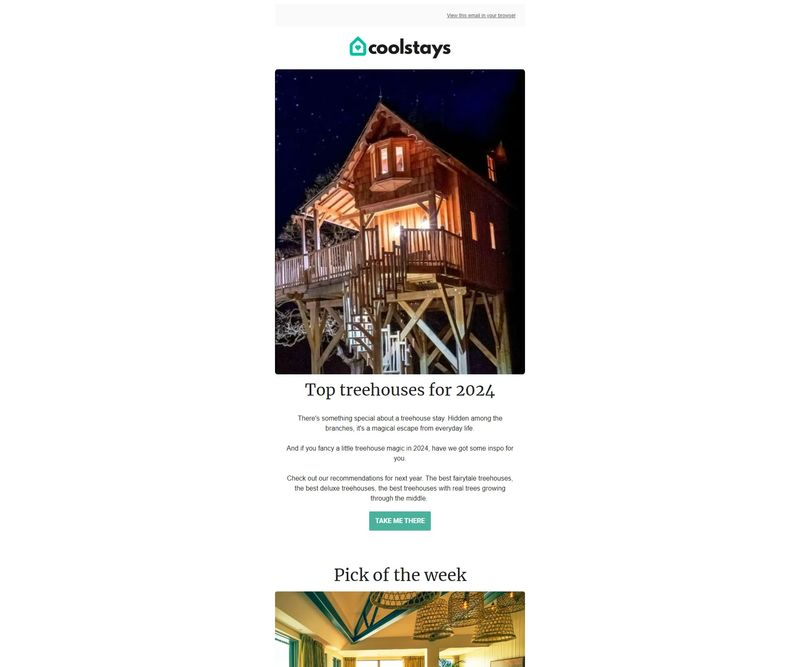 View this email in your browser
coolstays
Top treehouses for 2024
There's something special about a treehouse stay. Hidden among the
branches, it's a magical escape from everyday life.
And if you fancy a little treehouse magic in 2024, have we got some inspo for
you.
Check out our recommendations for next year. The best fairytale treehouses,
the best deluxe treehouses, the best treehouses with real trees growing
through the middle.
TAKE ME THERE
Pick of the week